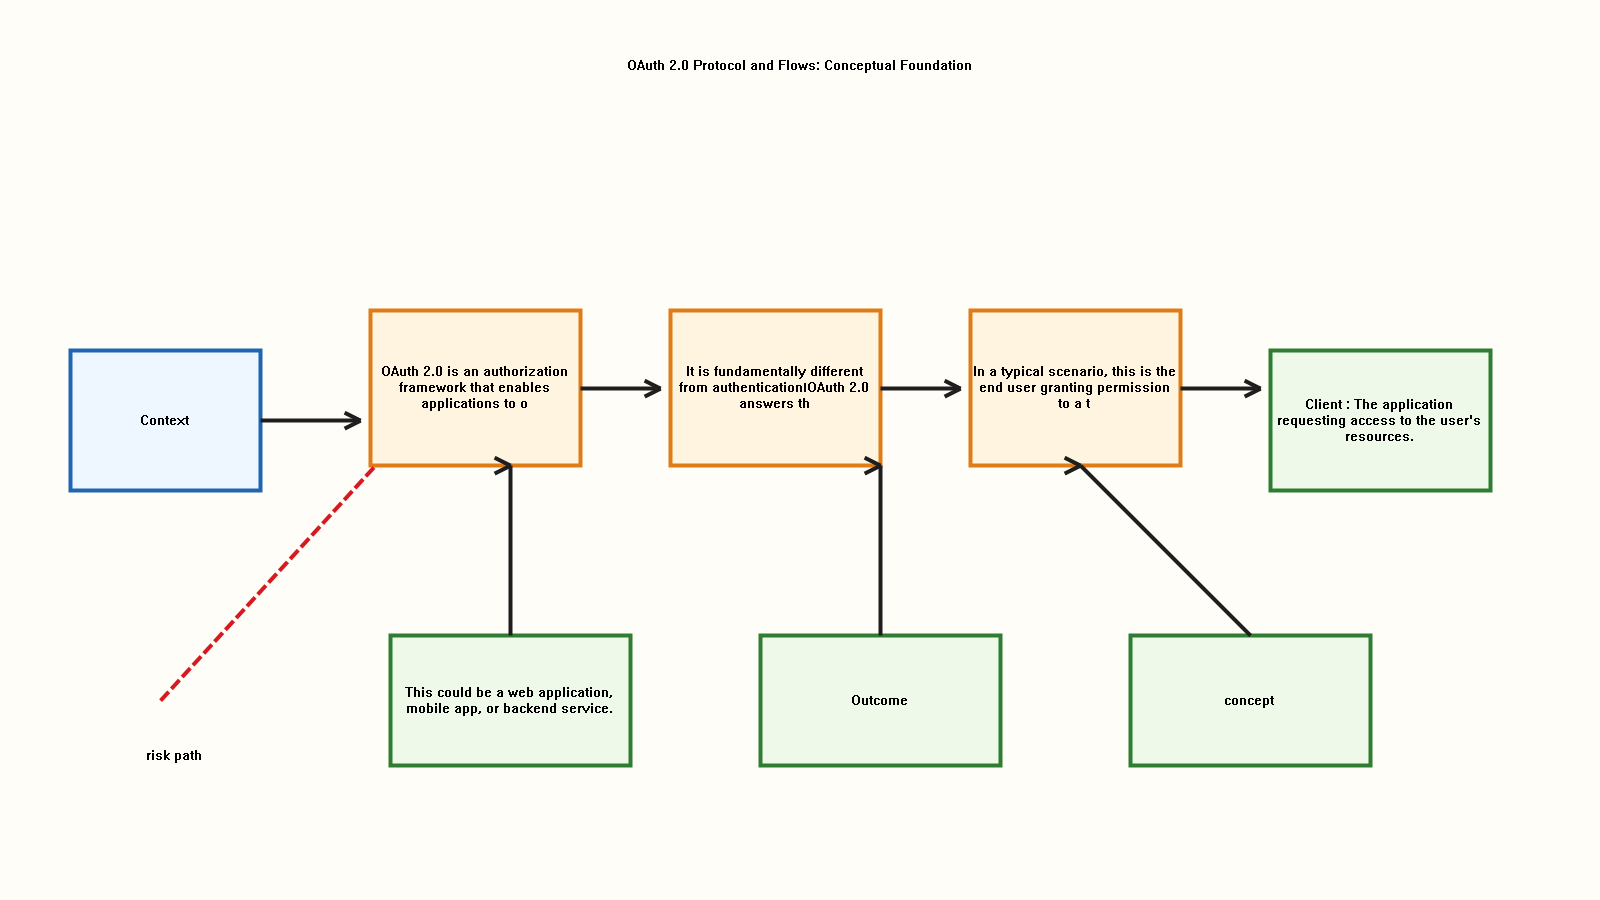 OAuth 2.0 Protocol and Flows: Conceptual Foundation
Context
OAuth 2.0 is an authorization
framework that enables
applications to o
It is fundamentally different
from authentication|OAuth 2.0
answers th
In a typical scenario, this is the
end user granting permission
to a t
Client : The application
requesting access to the user's
resources.
This could be a web application,
mobile app, or backend service.
Outcome
concept
risk path